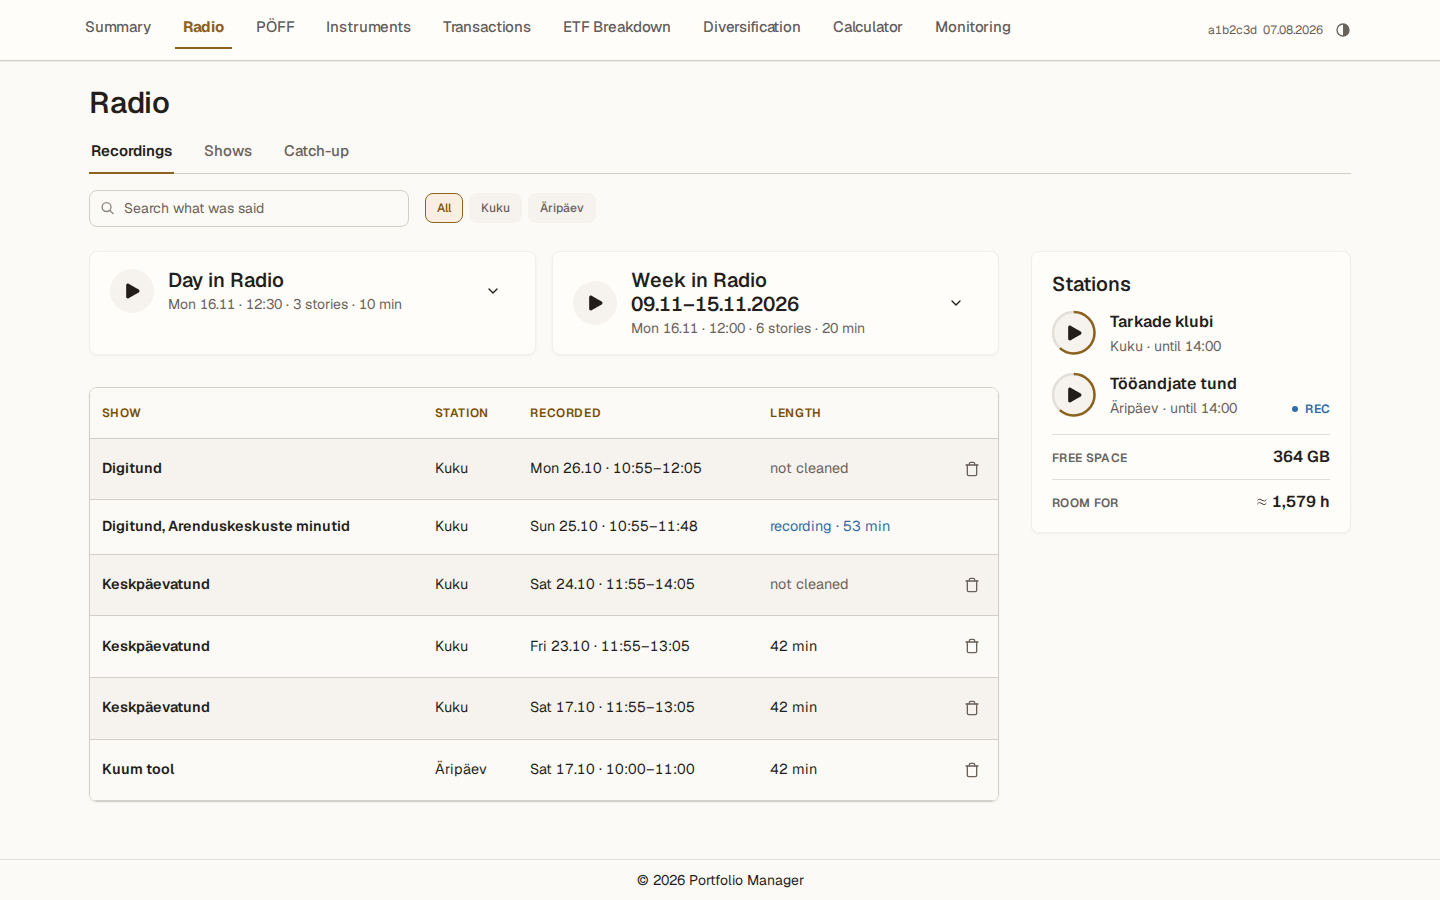 Summary Radio PÖFF Instruments Transactions ETF Breakdown Diversification Calculator Monitoring a1b2c3d 07.08.2026
Radio
Recordings Shows Catch-up
Search what was said All Kuku Äripäev
Day in Radio
Mon 16.11 · 12:30 · 3 stories · 10 min
Week in Radio
09.11–15.11.2026
Mon 16.11 · 12:00 · 6 stories · 20 min
SHOW STATION RECORDED LENGTH
Digitund Kuku Mon 26.10 · 10:55–12:05 not cleaned
Digitund, Arenduskeskuste minutid Kuku Sun 25.10 · 10:55–11:48 recording · 53 min
Keskpäevatund Kuku Sat 24.10 · 11:55–14:05 not cleaned
Keskpäevatund Kuku Fri 23.10 · 11:55–13:05 42 min
Keskpäevatund Kuku Sat 17.10 · 11:55–13:05 42 min
Kuum tool Äripäev Sat 17.10 · 10:00–11:00 42 min
Stations
Tarkade klubi
Kuku · until 14:00
Tööandjate tund
Äripäev · until 14:00 REC
FREE SPACE 364 GB
ROOM FOR ≈ 1,579 h
© 2026 Portfolio Manager